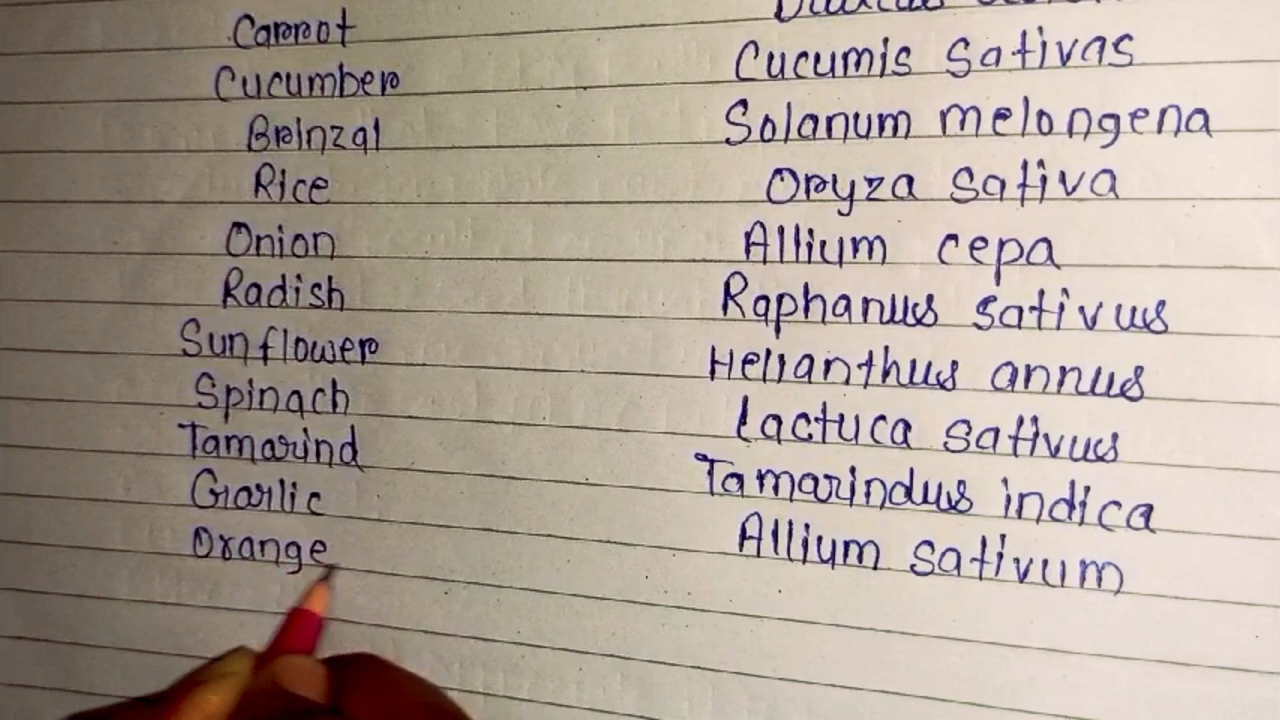 Carrot
Cucumber Cucumis Sativas
Brinzal Solanum melongena
Rice Oryza sativa
Onion Allium cepa
Radish Raphanus sativus
Sunflower Helianthus annus
Spinach Lactuca sativus
Tamarind Tamarindus indica
Garlic Allium sativum
Orange